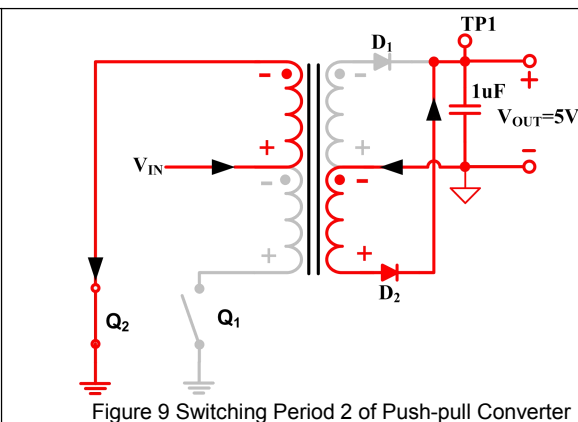 TP1
D1
- -
1uF
+
VOUT=5V
+ +
VIN
-
- -
+ +
D2
Q2
Q1
Figure 9 Switching Period 2 of Push-pull Converter